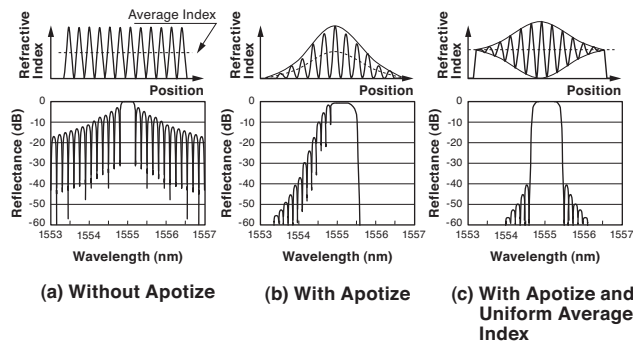 Refractive
Index
Average Index
Position
Reflectance (dB)
0
-10
-20
-30
-40
-50
-60
1553
1554
1555
1557
Wavelength (nm)
(a) Without Apotize
Refractive
Index
Position
Reflectance (dB)
0
-10
-20
-30
-40
-50
-60
1553
1554
1555
1557
Wavelength (nm)
(b) With Apotize
Refractive
Index
Position
Reflectance (dB)
0
-10
-20
-30
-40
-50
-60
1553
1554
1555
1557
Wavelength (nm)
(c) With Apotize and
Uniform Average
Index